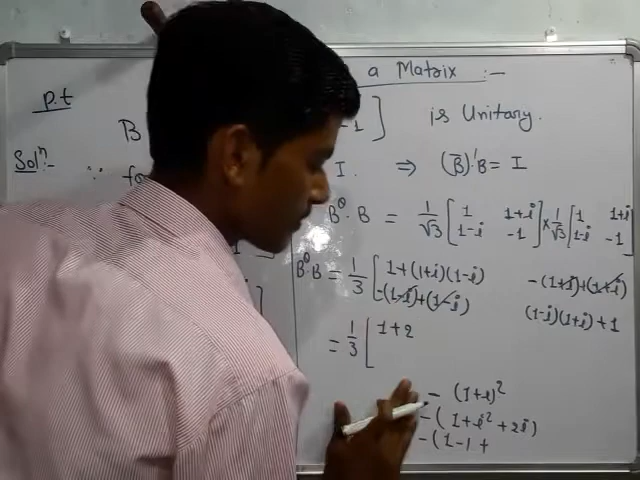 a Matrix :-
p.t
B -1 ] is Unitary.
Solⁿ:- ∵ fo I. ⇒ (B̅)'·B = I
B^θ·B = 1/√3 [ 1 1+i
1-i -1 ] × 1/√3 [ 1 1+i
1-i -1 ]
B^θ·B = 1/3 [ 1+(1+i)(1-i) -(1+i)+(1+i)
-(1-i)+(1-i) (1-i)(1+i)+1
= 1/3 [ 1+2
- (1+i)²
-( 1+i²+2i)
-(1-1+